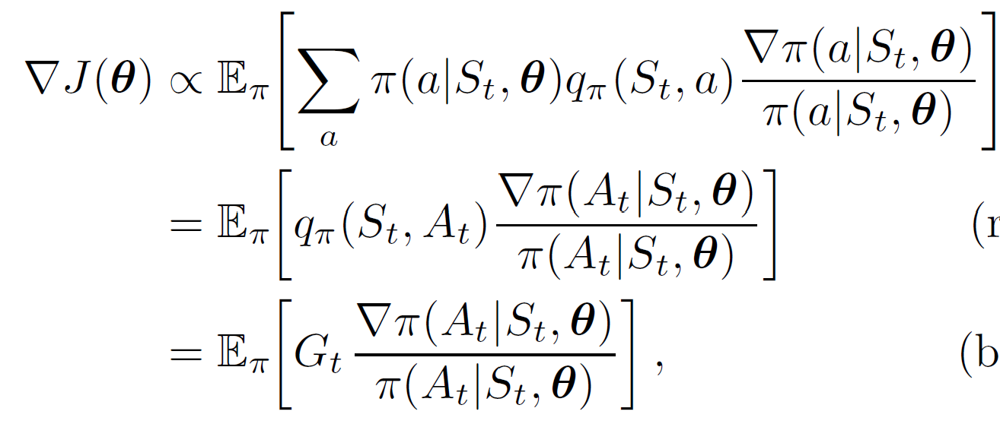 ∇J(𝜽) ∝ 𝔼_π[∑_a π(a|S_t, 𝜽)q_π(S_t, a) ∇π(a|S_t, 𝜽)/π(a|S_t, 𝜽)]
= 𝔼_π[q_π(S_t, A_t) ∇π(A_t|S_t, 𝜽)/π(A_t|S_t, 𝜽)] (r
= 𝔼_π[G_t ∇π(A_t|S_t, 𝜽)/π(A_t|S_t, 𝜽)] , (b